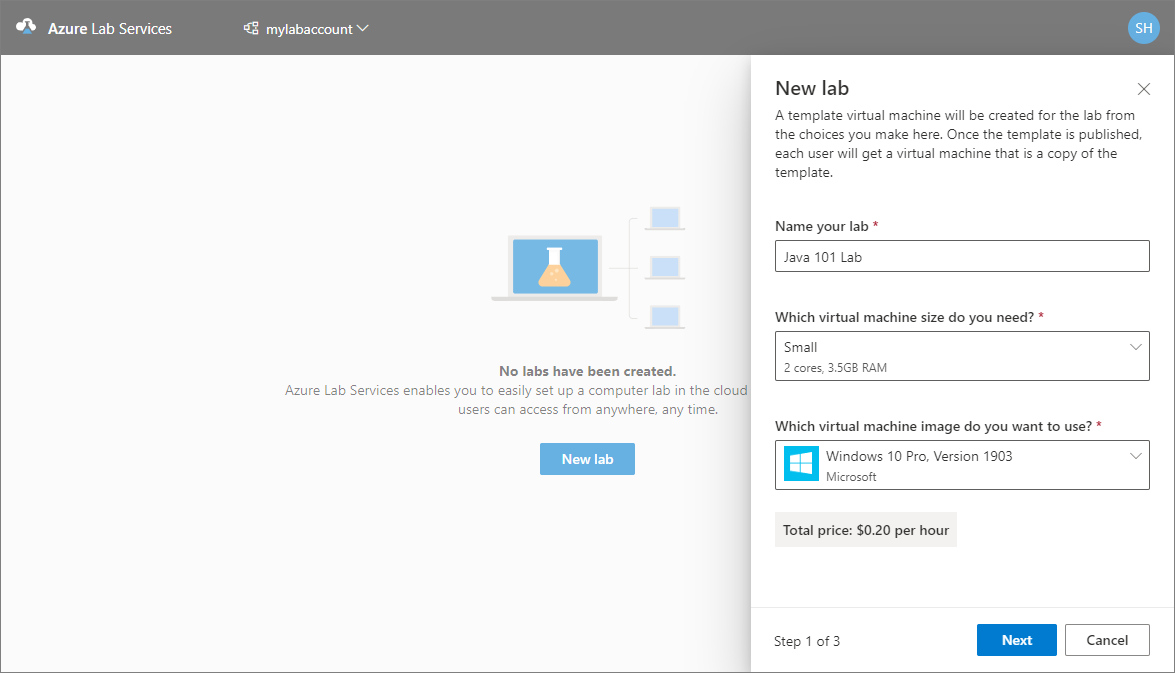 Azure Lab Services
mylabaccount
SH
No labs have been created.
Azure Lab Services enables you to easily set up a computer lab in the cloud
users can access from anywhere, any time.
New lab
New lab
A template virtual machine will be created for the lab from
the choices you make here. Once the template is published,
each user will get a virtual machine that is a copy of the
template.
Name your lab *
Java 101 Lab
Which virtual machine size do you need? *
Small
2 cores, 3.5GB RAM
Which virtual machine image do you want to use? *
Windows 10 Pro, Version 1903
Microsoft
Total price: $0.20 per hour
Step 1 of 3
Next
Cancel